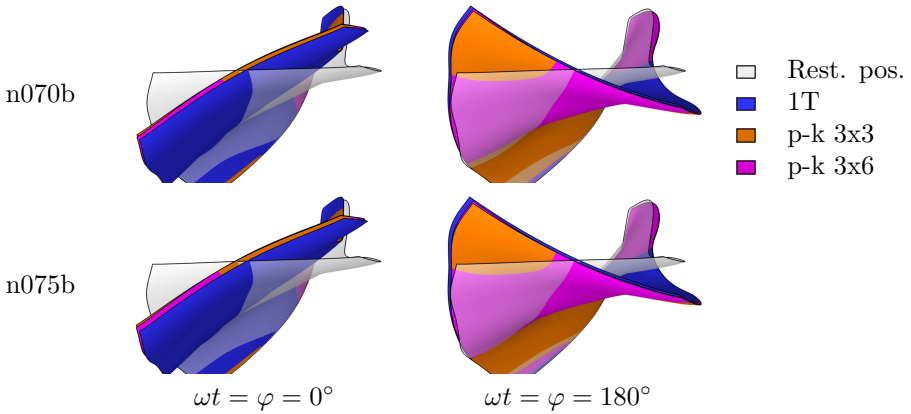 n070b
Rest. pos.
1T
p-k 3x3
p-k 3x6
n075b
ωt = φ = 0°
ωt = φ = 180°